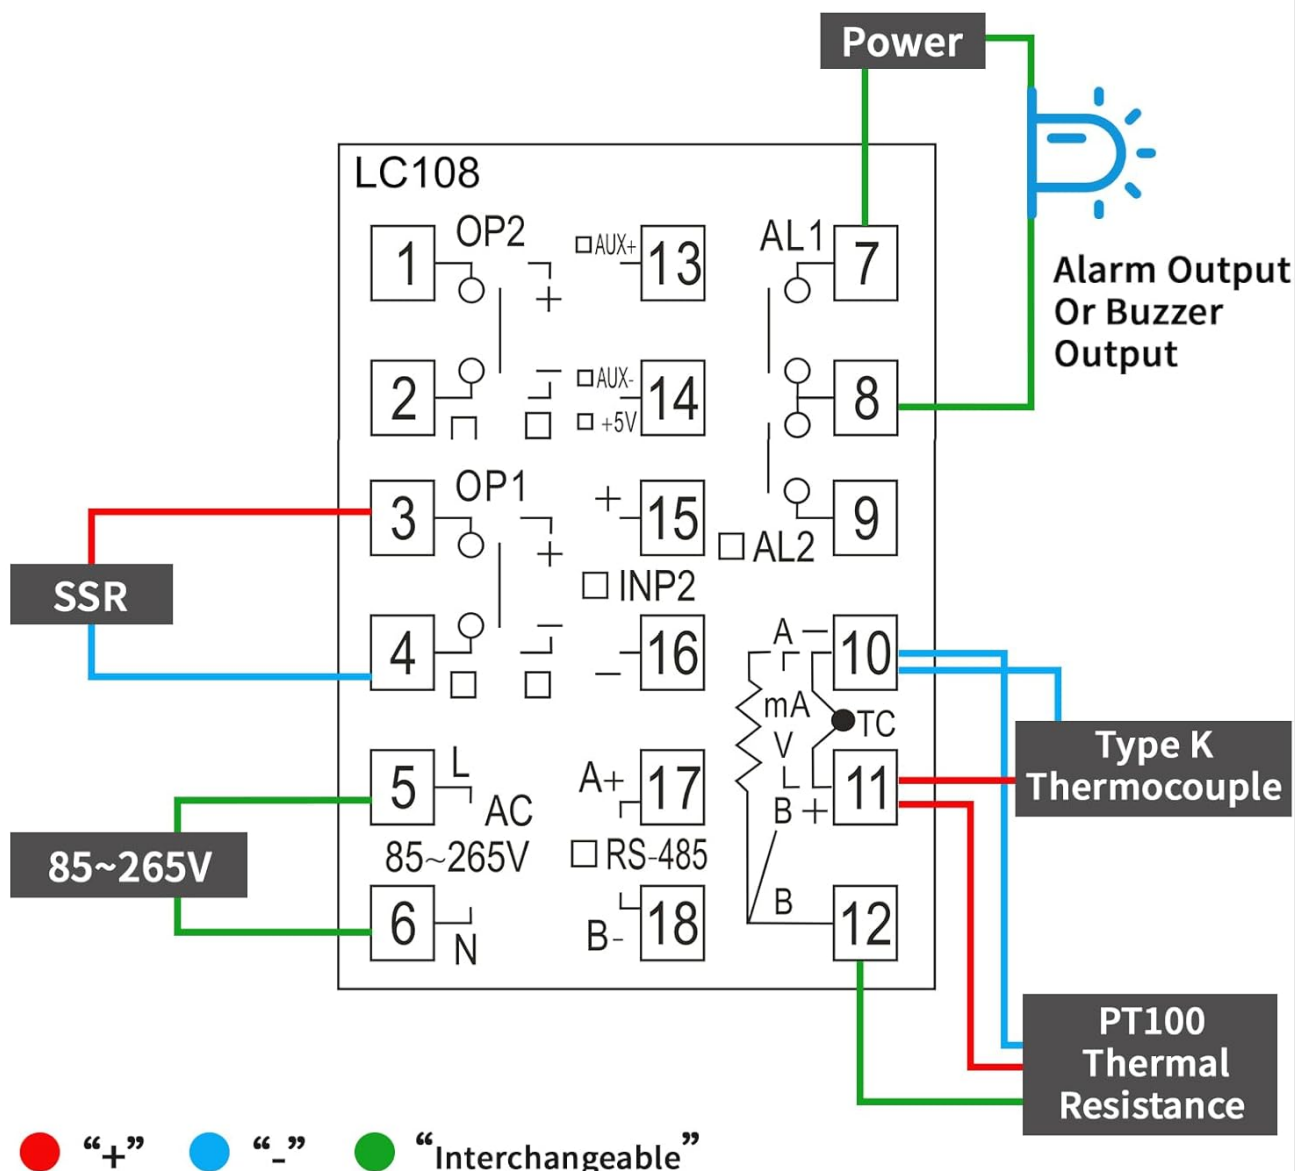 Power
LC108
1
OP2
+
AUX+
13
AL1
7
Alarm Output
Or Buzzer
Output
2
-
AUX-
+5V
14
8
3
OP1
+
+
15
9
AL2
SSR
INP2
4
-
-
16
A -
10
mA
TC
V
Type K
Thermocouple
5
L
AC
A+
17
L
B +
11
85~265V
85~265V
RS-485
6
N
B-
18
B
12
PT100
Thermal
Resistance
“+”
“-”
“Interchangeable”